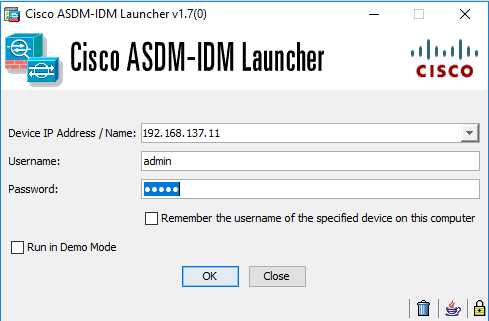 Cisco ASDM-IDM Launcher v1.7(0)
Cisco ASDM-IDM Launcher
CISCO
Device IP Address / Name: 192.168.137.11
Username: admin
Password: •••••
Remember the username of the specified device on this computer
Run in Demo Mode
OK Close